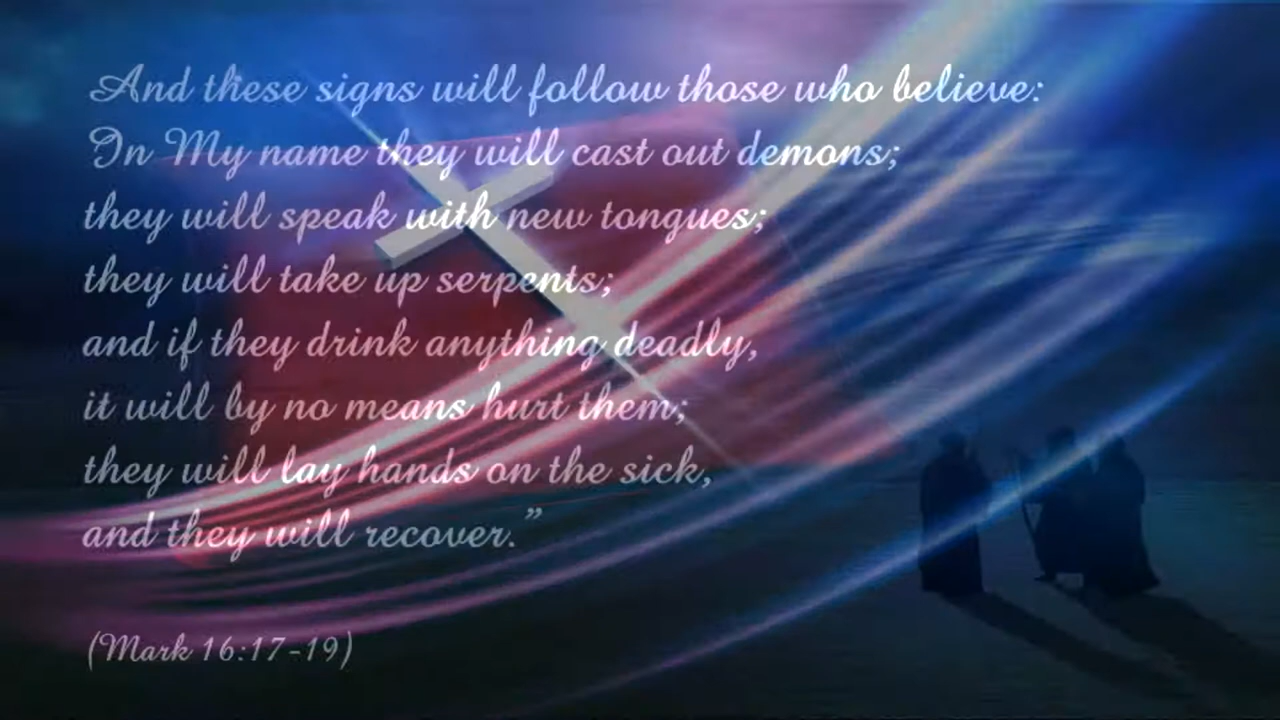 And these signs will follow those who believe:
In My name they will cast out demons;
they will speak with new tongues;
they will take up serpents;
and if they drink anything deadly,
it will by no means hurt them;
they will lay hands on the sick,
and they will recover.”
(Mark 16:17-19)